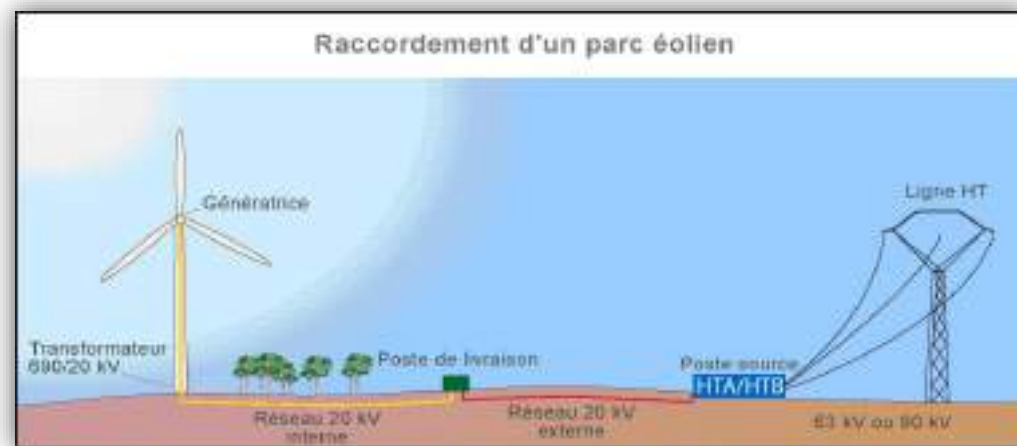 Raccordement d'un parc éolien
Génératrice
Ligne HT
Transformateur
690/20 kV
Poste de livraison
Poste source
HTA/HTB
Réseau 20 kV
interne
Réseau 20 kV
externe
63 kV ou 90 kV